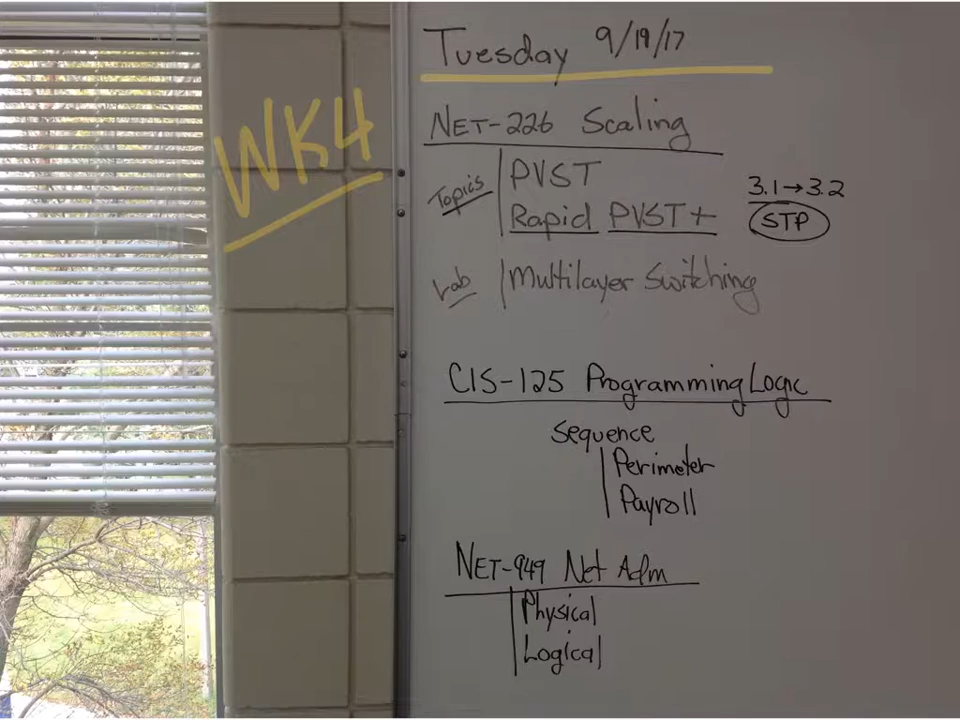 Tuesday 9/19/17
WK4
NET-226 Scaling
Topics PVST
Rapid PVST+
3.1→3.2
STP
Lab Multilayer Switching
CIS-125 Programming Logic
Sequence
Perimeter
Payroll
NET-949 Net Adm
Physical
Logical